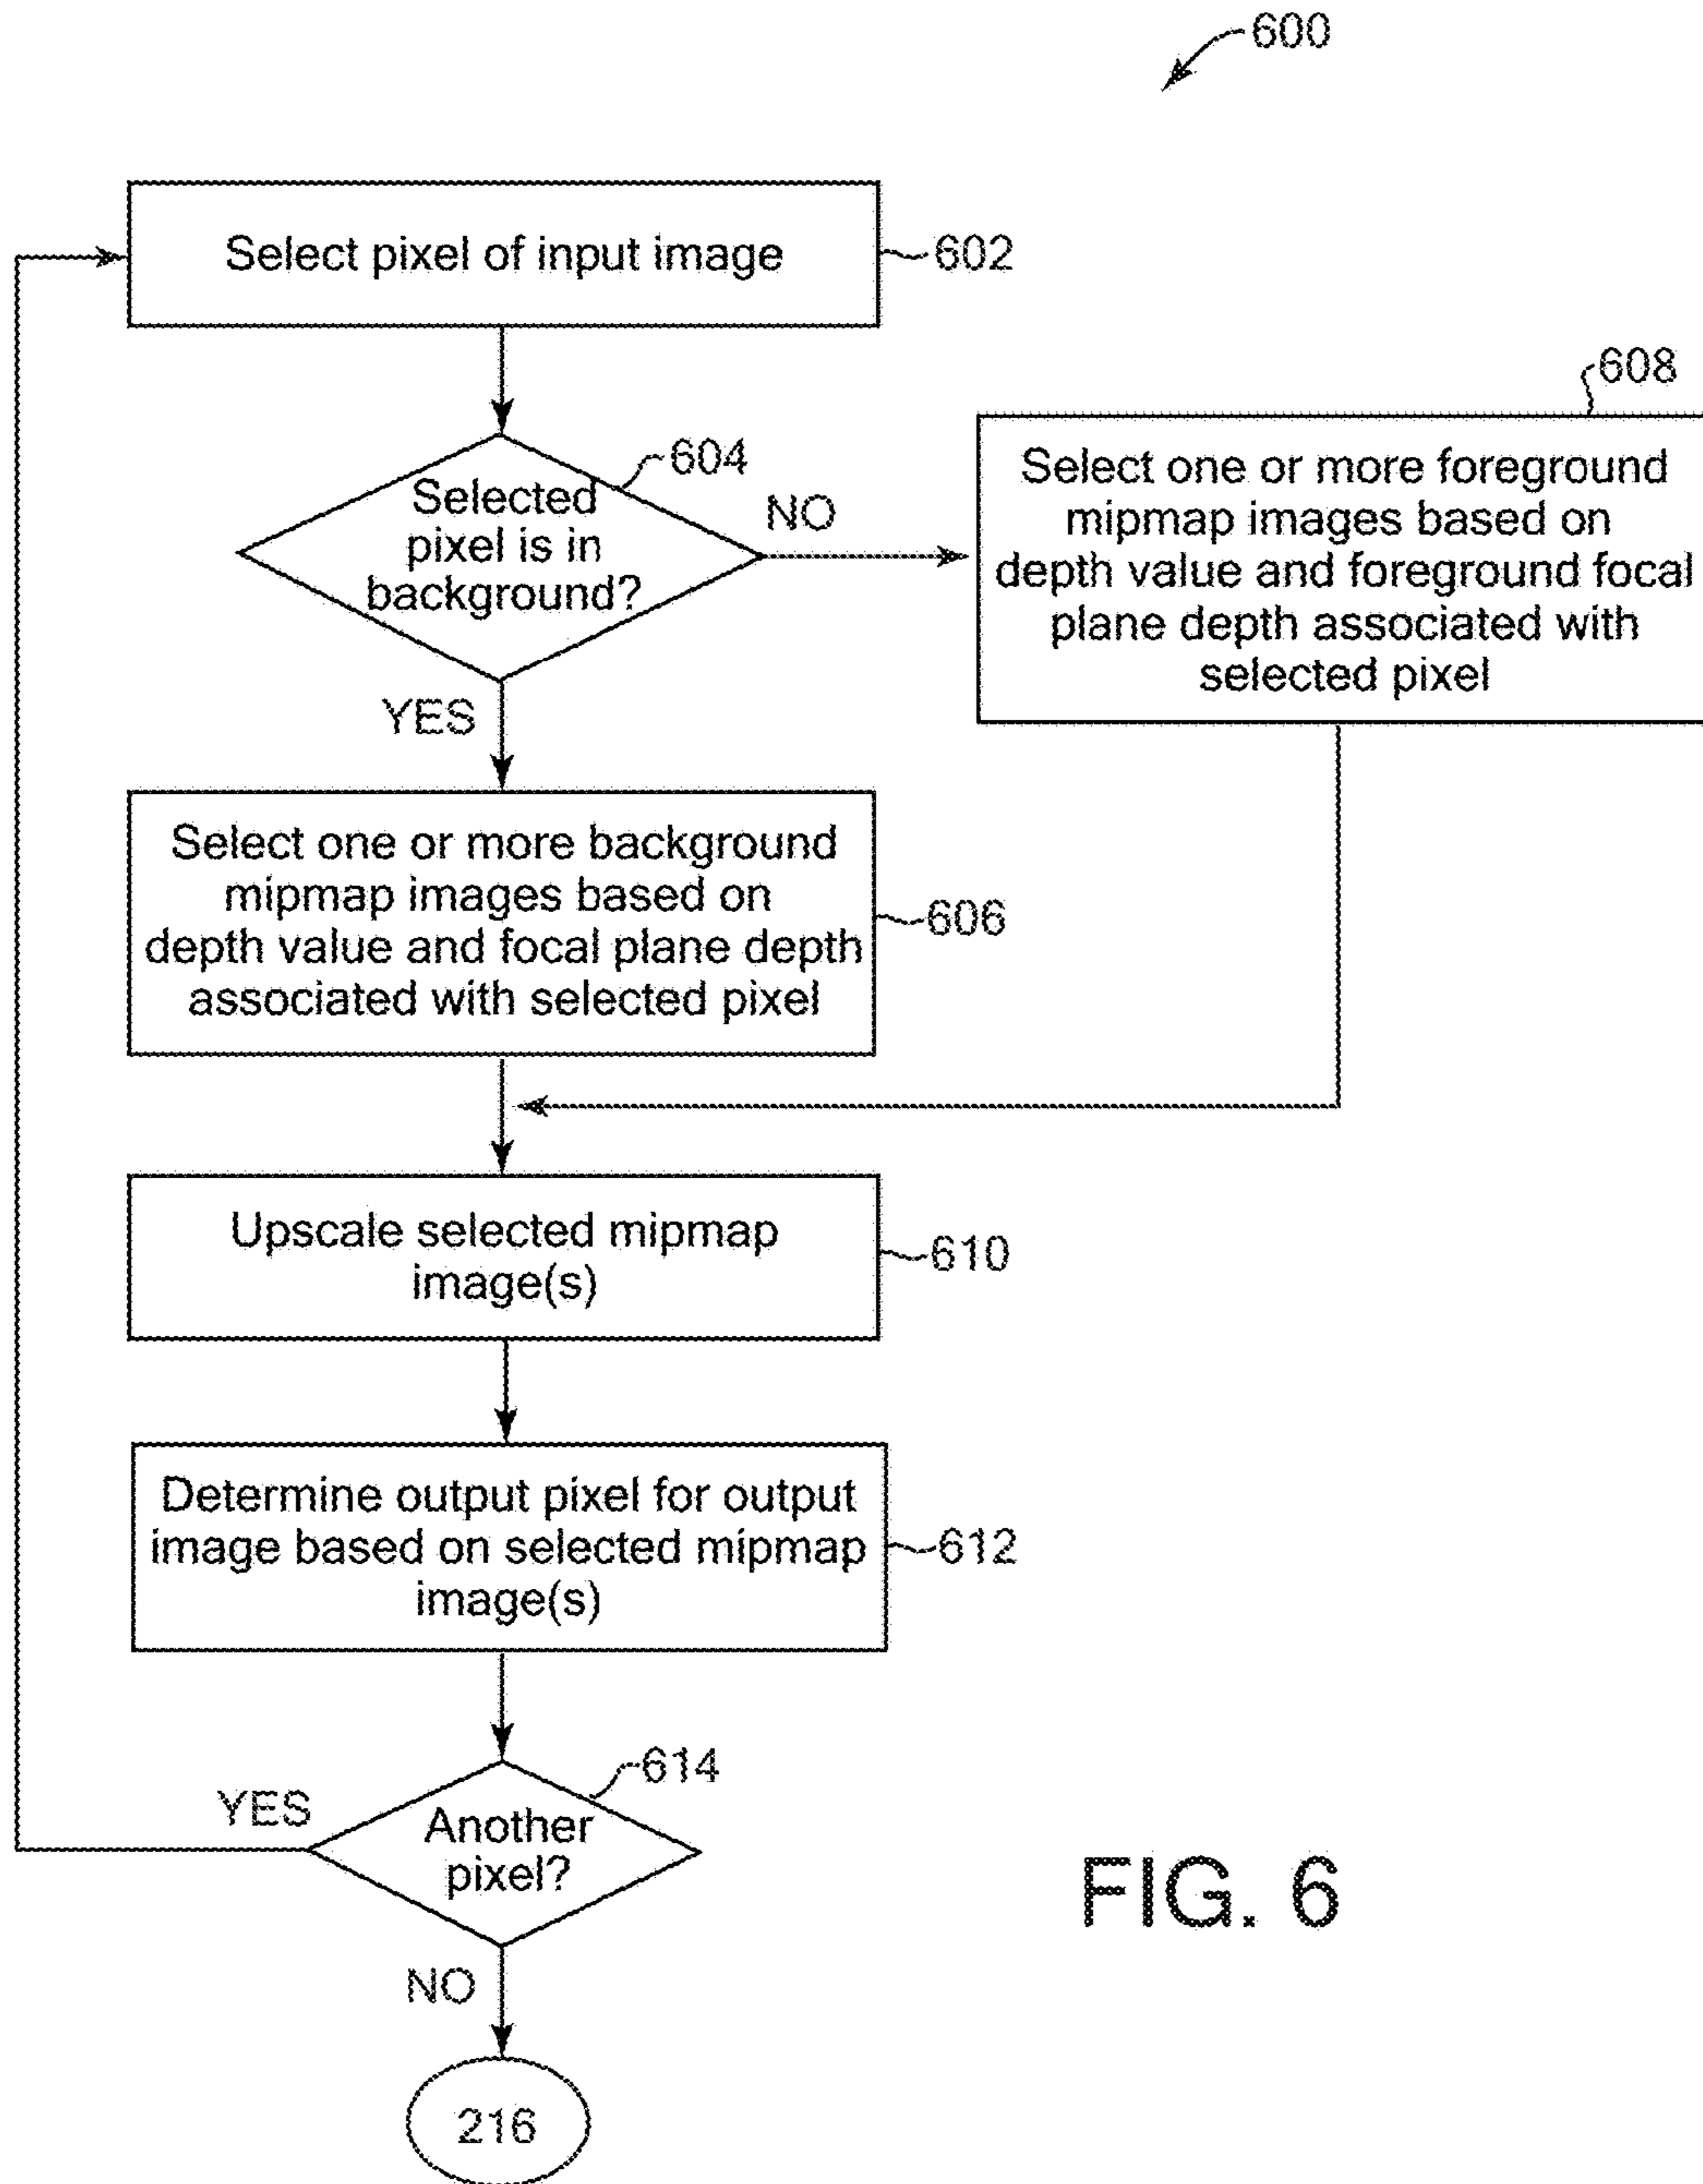 600
Select pixel of input image
602
604
Selected
pixel is in
background?
NO
YES
608
Select one or more foreground
mipmap images based on
depth value and foreground focal
plane depth associated with
selected pixel
Select one or more background
mipmap images based on
depth value and focal plane depth
associated with selected pixel
606
Upscale selected mipmap
image(s)
610
Determine output pixel for output
image based on selected mipmap
image(s)
612
614
Another
pixel?
YES
NO
216
FIG. 6